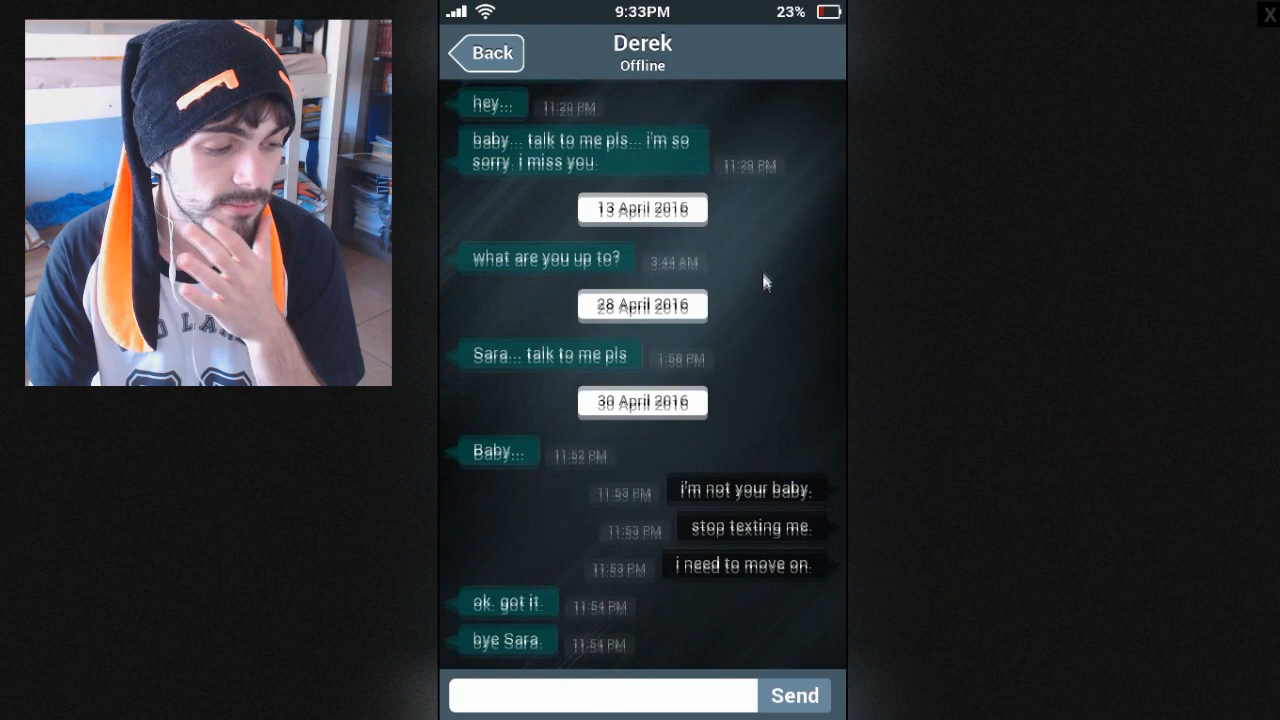 9:33PM
23%
X
Back
Derek
Offline
hey...
11:20 PM
baby... talk to me pls... i'm so
sorry. i miss you.
11:29 PM
13 April 2016
what are you up to?
3:44 AM
28 April 2016
Sara... talk to me pls
1:58 PM
30 April 2016
Baby...
11:52 PM
i'm not your baby.
11:53 PM
stop texting me.
11:53 PM
i need to move on.
11:53 PM
ok. got it.
11:54 PM
bye Sara.
11:54 PM
Send